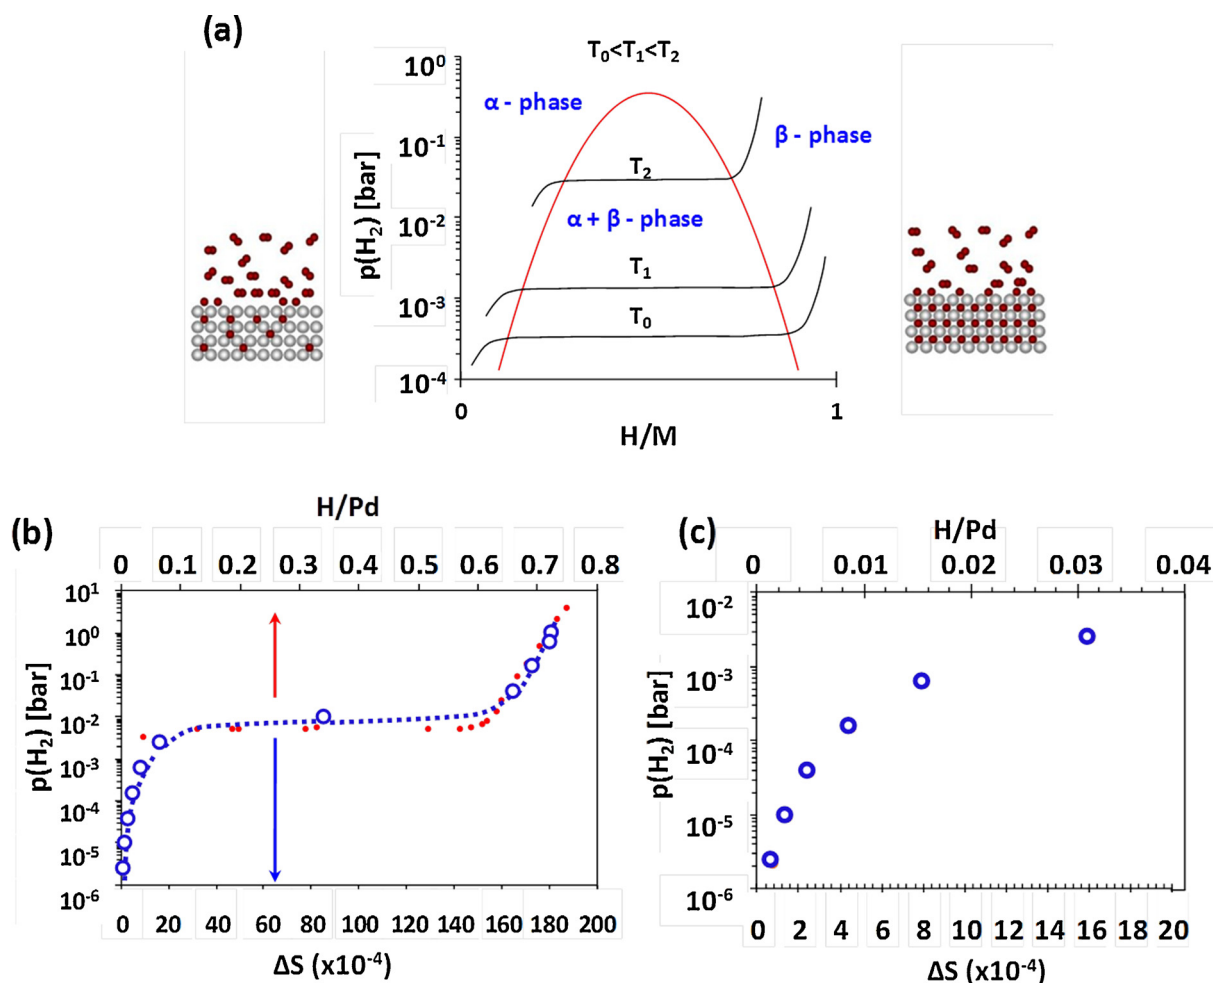 (a)
T₀<T₁<T₂
10⁰
α - phase
10⁻¹
β - phase
p(H₂) [bar]
T₂
10⁻²
α + β - phase
T₁
10⁻³
T₀
10⁻⁴
0 1
H/M
(b)
H/Pd
0 0.1 0.2 0.3 0.4 0.5 0.6 0.7 0.8
10¹
10⁰
10⁻¹
10⁻²
10⁻³
10⁻⁴
10⁻⁵
10⁻⁶
p(H₂) [bar]
0 20 40 60 80 100 120 140 160 180 200
ΔS (x10⁻⁴)
(c)
H/Pd
0 0.01 0.02 0.03 0.04
10⁻²
10⁻³
10⁻⁴
10⁻⁵
10⁻⁶
p(H₂) [bar]
0 2 4 6 8 10 12 14 16 18 20
ΔS (x10⁻⁴)